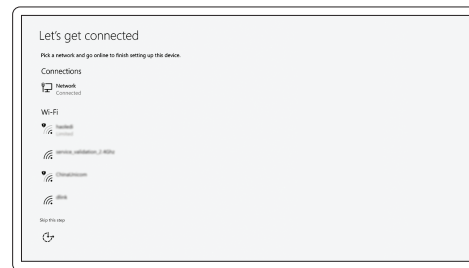 Let's get connected
Pick a network and go online to finish setting up this device.
Connections
Network
Connected
Wi-Fi
service_validation_2.4Ghz
ChinaUnicom
dlink
Skip this step